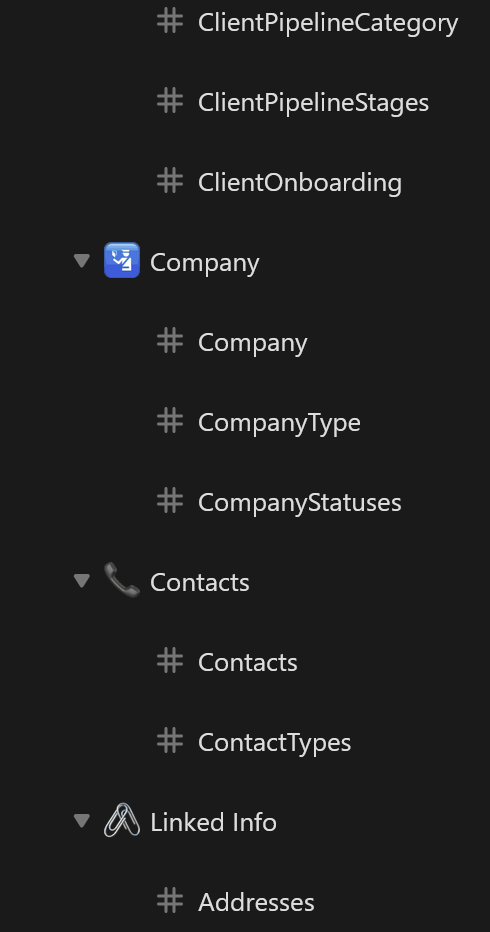 ClientPipelineCategory
ClientPipelineStages
ClientOnboarding
Company
Company
CompanyType
CompanyStatuses
Contacts
Contacts
ContactTypes
Linked Info
Addresses